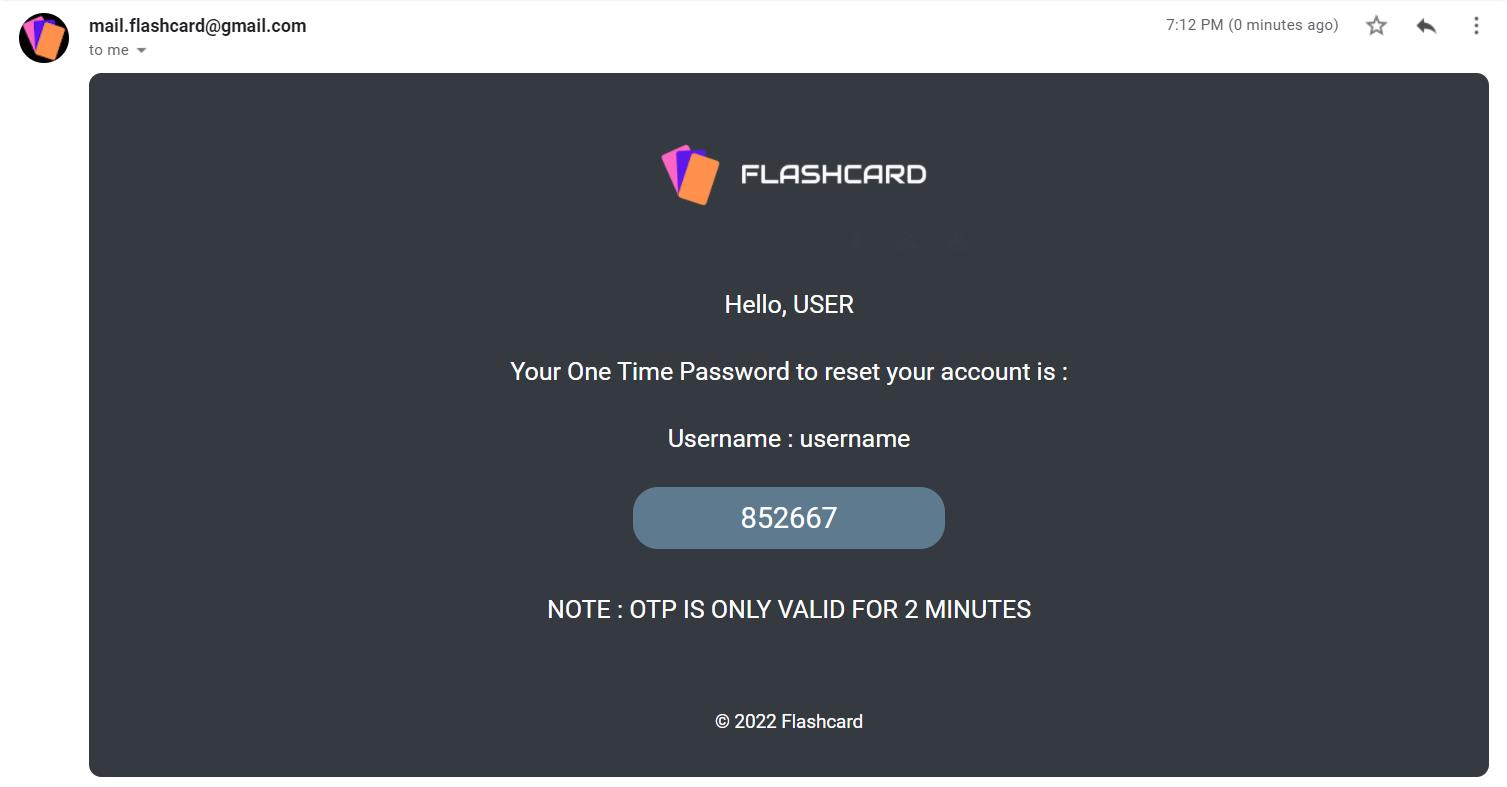 mail.flashcard@gmail.com
7:12 PM (0 minutes ago)
to me
FLASHCARD
Hello, USER
Your One Time Password to reset your account is :
Username : username
852667
NOTE : OTP IS ONLY VALID FOR 2 MINUTES
© 2022 Flashcard